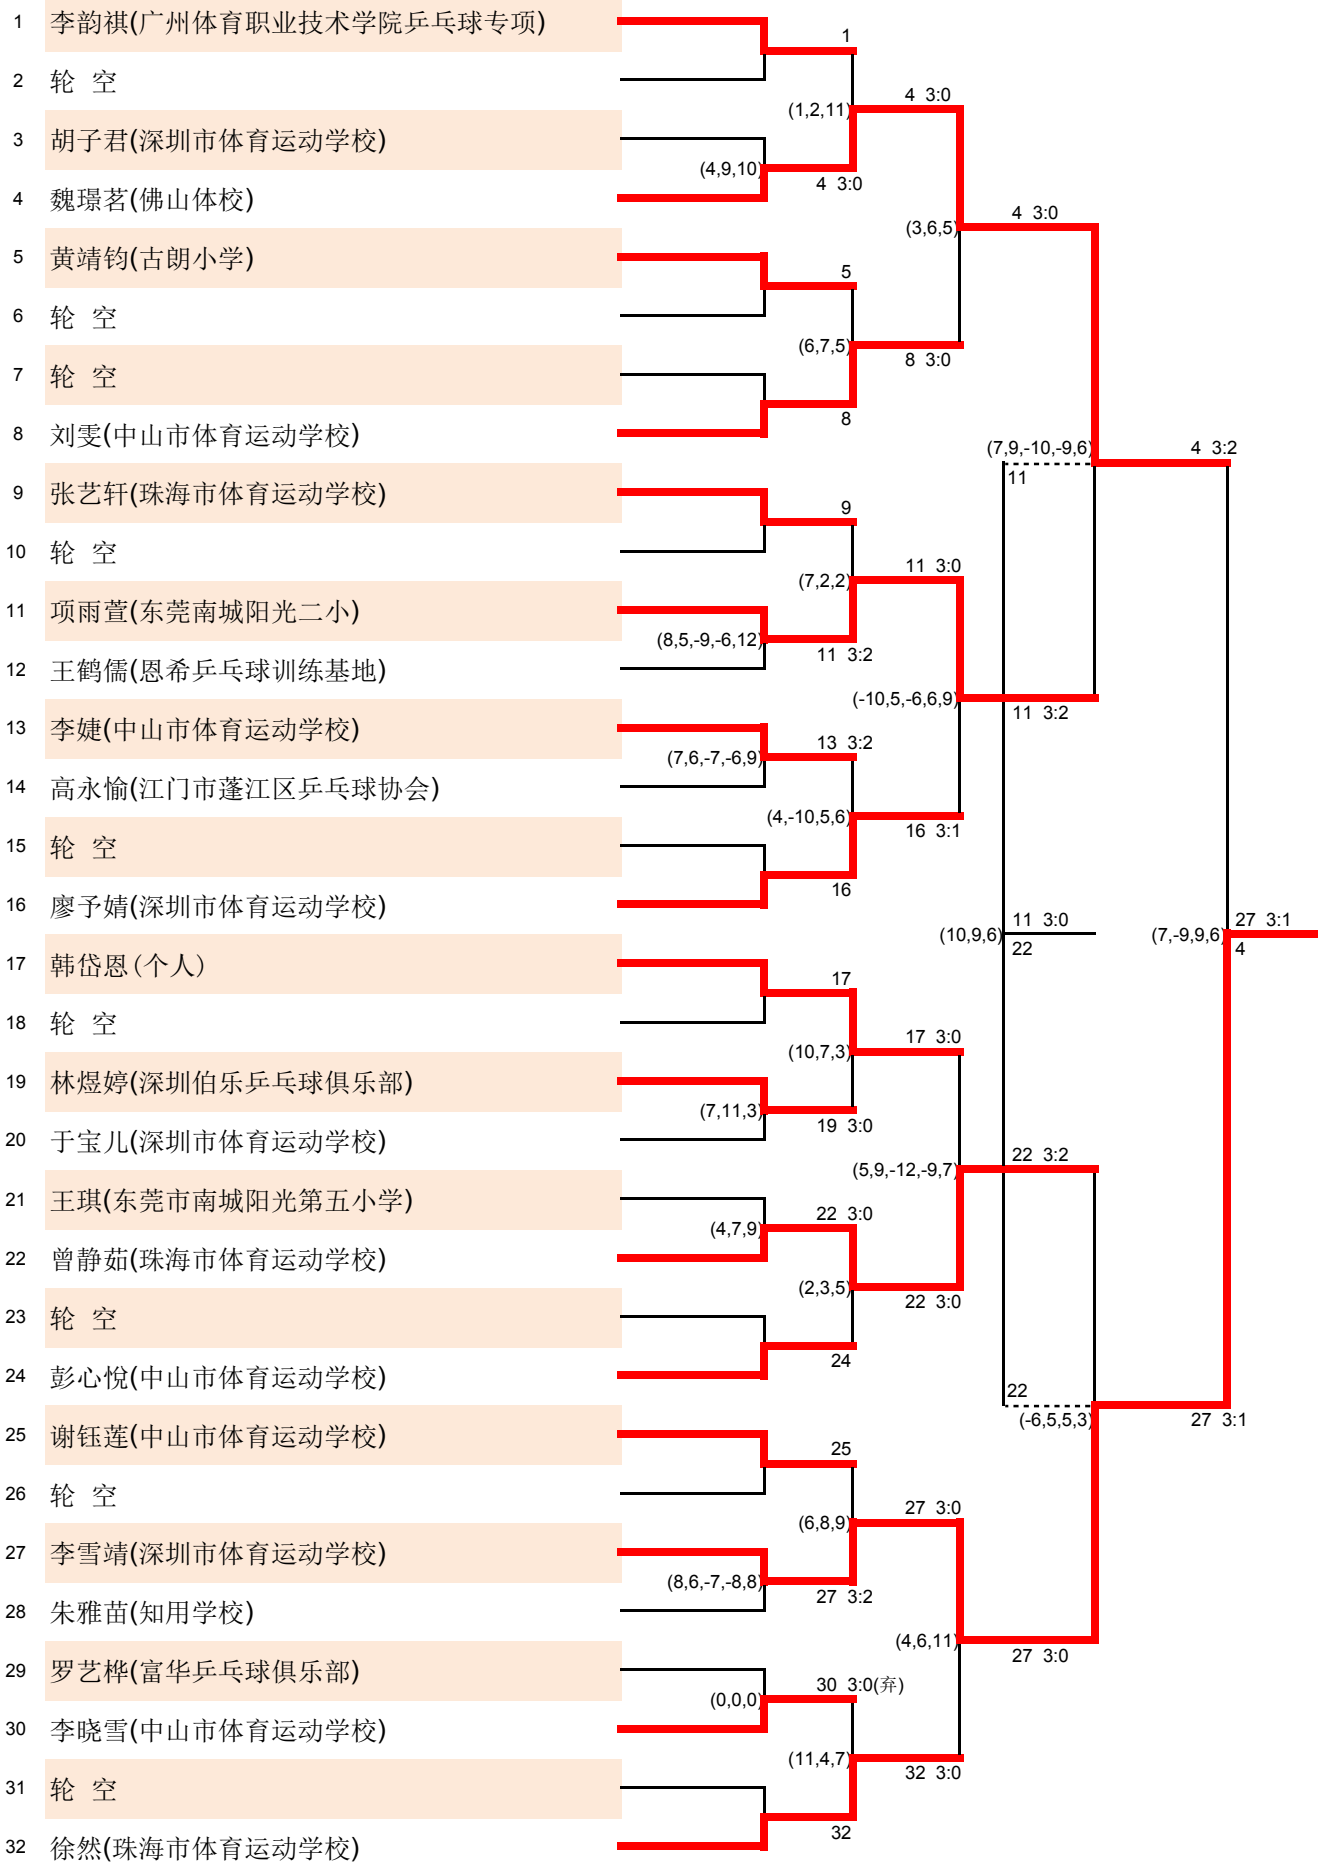 1 李韵祺(广州体育职业技术学院乒乓球专项)
1
2 轮 空
4 3:0
(1,2,11)
3 胡子君(深圳市体育运动学校)
(4,9,10)
4 3:0
4 魏璟茗(佛山体校)
4 3:0
(3,6,5)
5 黄靖钧(古朗小学)
5
6 轮 空
(6,7,5)
8 3:0
7 轮 空
8
8 刘雯(中山市体育运动学校)
(7,9,-10,-9,6)
4 3:2
11
9 张艺轩(珠海市体育运动学校)
9
10 轮 空
11 3:0
(7,2,2)
11 项雨萱(东莞南城阳光二小)
(8,5,-9,-6,12)
11 3:2
12 王鹤儒(恩希乒乓球训练基地)
(-10,5,-6,6,9)
11 3:2
13 李婕(中山市体育运动学校)
13 3:2
(7,6,-7,-6,9)
14 高永愉(江门市蓬江区乒乓球协会)
(4,-10,5,6)
16 3:1
15 轮 空
16
16 廖予婧(深圳市体育运动学校)
11 3:0
27 3:1
(10,9,6)
(7,-9,9,6)
22
4
17 韩岱恩(个人)
17
18 轮 空
17 3:0
(10,7,3)
19 林煜婷(深圳伯乐乒乓球俱乐部)
(7,11,3)
19 3:0
20 于宝儿(深圳市体育运动学校)
22 3:2
(5,9,-12,-9,7)
21 王琪(东莞市南城阳光第五小学)
22 3:0
(4,7,9)
22 曾静茹(珠海市体育运动学校)
(2,3,5)
22 3:0
23 轮 空
24
24 彭心悦(中山市体育运动学校)
22
(-6,5,5,3)
27 3:1
25 谢钰莲(中山市体育运动学校)
25
26 轮 空
27 3:0
(6,8,9)
27 李雪靖(深圳市体育运动学校)
(8,6,-7,-8,8)
27 3:2
28 朱雅苗(知用学校)
(4,6,11)
27 3:0
29 罗艺桦(富华乒乓球俱乐部)
30 3:0(弃)
(0,0,0)
30 李晓雪(中山市体育运动学校)
(11,4,7)
32 3:0
31 轮 空
32
32 徐然(珠海市体育运动学校)